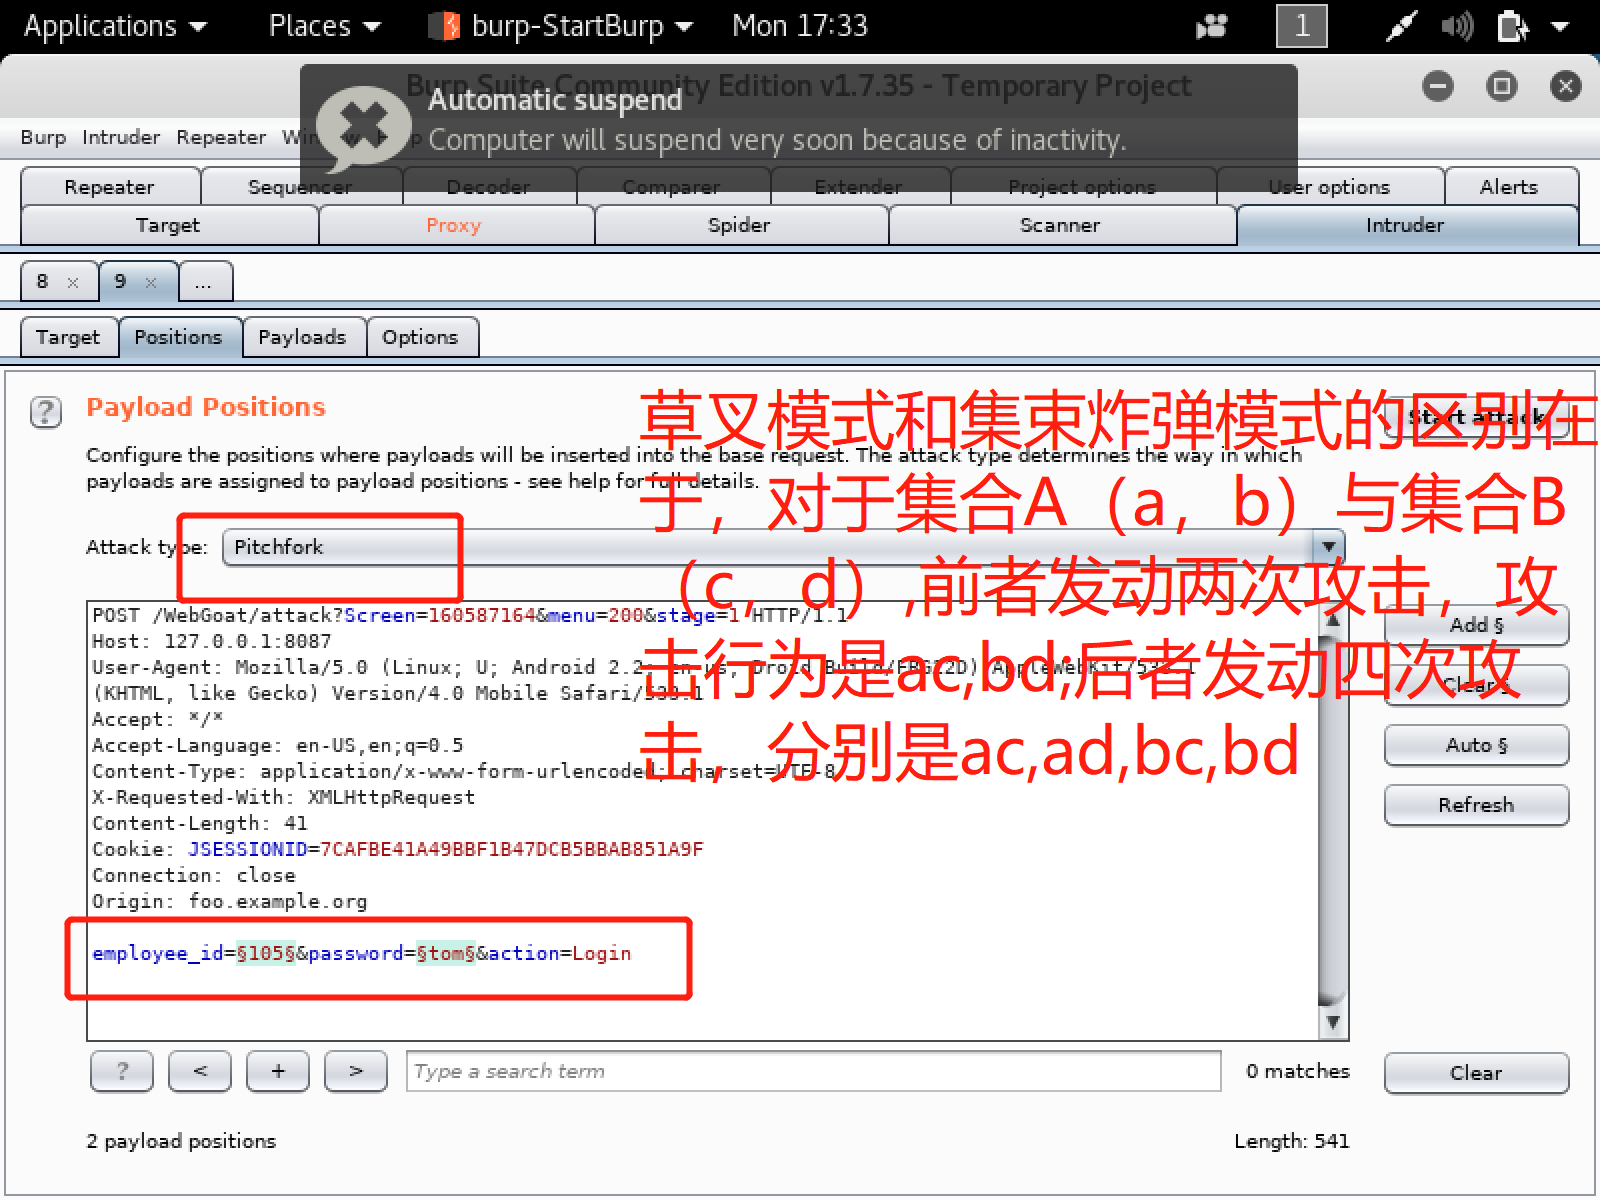 Applications Places burp-StartBurp Mon 17:33 1
Burp Suite Community Edition v1.7.35 - Temporary Project
Automatic suspend
Computer will suspend very soon because of inactivity.
Burp Intruder Repeater Window Help
Repeater Sequencer Decoder Comparer Extender Project options User options Alerts
Target Proxy Spider Scanner Intruder
8 × 9 × ...
Target Positions Payloads Options
? Payload Positions
Start attack
Configure the positions where payloads will be inserted into the base request. The attack type determines the way in which
payloads are assigned to payload positions - see help for full details.
草叉模式和集束炸弹模式的区别在
于，对于集合A（a，b）与集合B
（c，d）,前者发动两次攻击，攻
击行为是ac,bd;后者发动四次攻
击，分别是ac,ad,bc,bd
Attack type: Pitchfork
POST /WebGoat/attack?Screen=160587164&menu=200&stage=1 HTTP/1.1
Host: 127.0.0.1:8087
User-Agent: Mozilla/5.0 (Linux; U; Android 2.2; en-us; Droid Build/FRG22D) AppleWebKit/533.1
(KHTML, like Gecko) Version/4.0 Mobile Safari/533.1
Accept: */*
Accept-Language: en-US,en;q=0.5
Content-Type: application/x-www-form-urlencoded; charset=UTF-8
X-Requested-With: XMLHttpRequest
Content-Length: 41
Cookie: JSESSIONID=7CAFBE41A49BBF1B47DCB5BBAB851A9F
Connection: close
Origin: foo.example.org
employee_id=§105§&password=§tom§&action=Login
Add §
Clear §
Auto §
Refresh
? < + > Type a search term 0 matches Clear
2 payload positions Length: 541